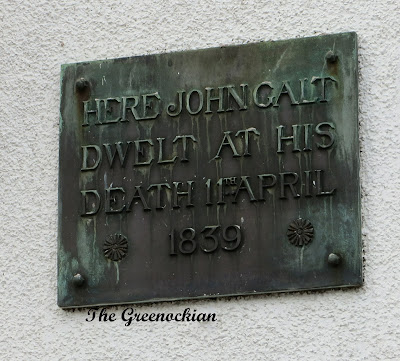 HERE JOHN GALT
DWELT AT HIS
DEATH 11TH APRIL
1839
The Greenockian